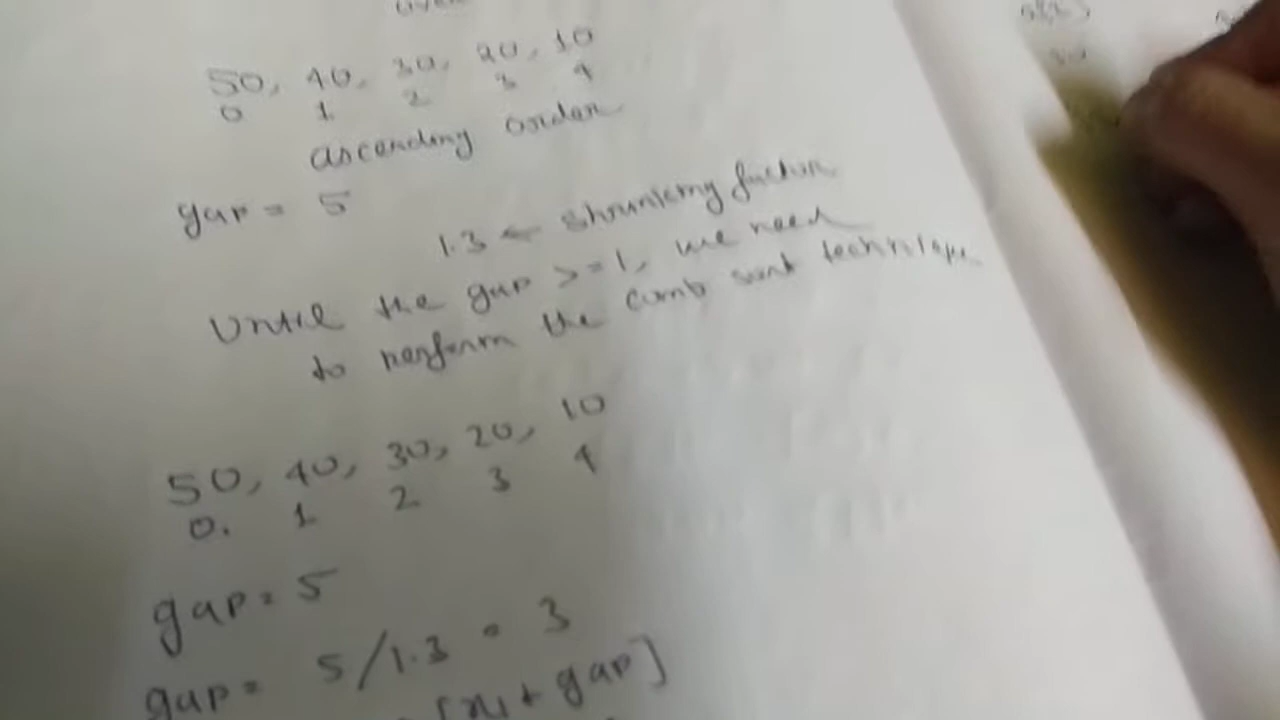 50, 40, 30, 20, 10
0 1 2 3 4
ascending order
gap = 5
1.3 ← shrunking factor
Until the gap >=1, we need
to perform the comb sort technique
50, 40, 30, 20, 10
0. 1 2 3 4
gap = 5
gap = 5/1.3 = 3
+ gap]